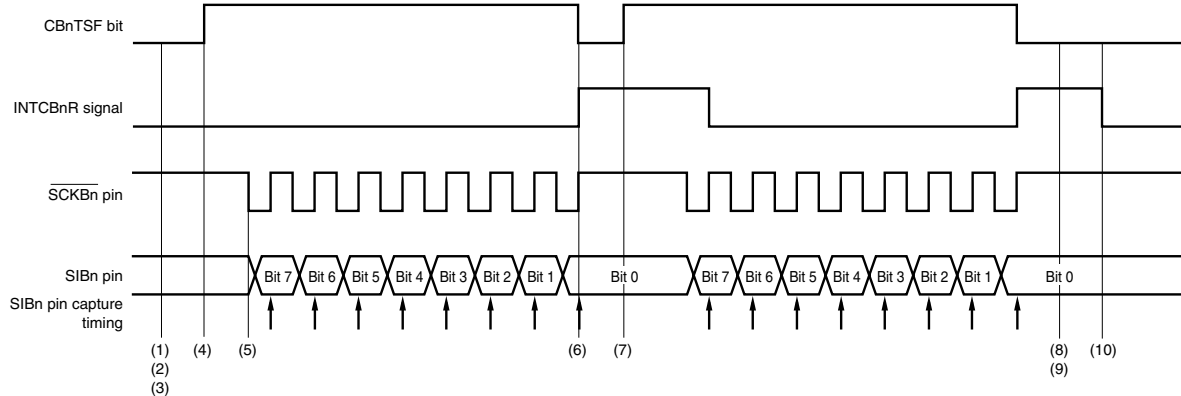 CBnTSF bit
INTCBnR signal
SCKBn pin
SIBn pin
Bit 7 Bit 6 Bit 5 Bit 4 Bit 3 Bit 2 Bit 1 Bit 0 Bit 7 Bit 6 Bit 5 Bit 4 Bit 3 Bit 2 Bit 1 Bit 0
SIBn pin capture
timing
(1) (4) (5) (6) (7) (8) (10)
(2) (9)
(3)